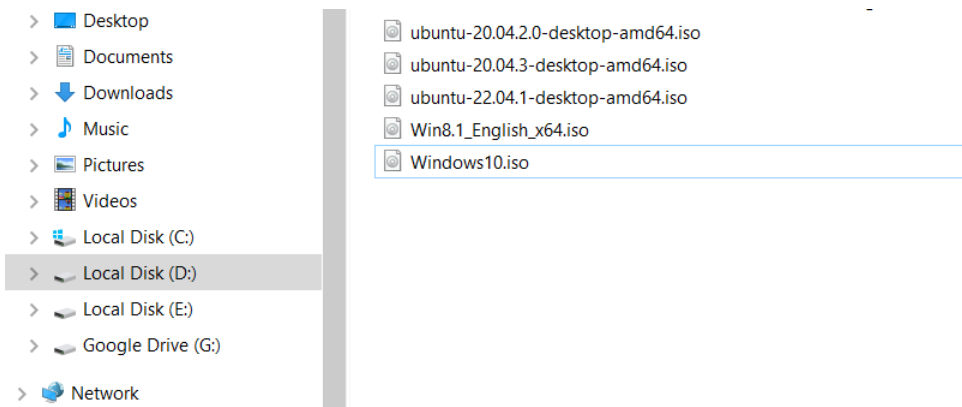 Desktop
Documents
Downloads
Music
Pictures
Videos
Local Disk (C:)
Local Disk (D:)
Local Disk (E:)
Google Drive (G:)
Network
ubuntu-20.04.2.0-desktop-amd64.iso
ubuntu-20.04.3-desktop-amd64.iso
ubuntu-22.04.1-desktop-amd64.iso
Win8.1_English_x64.iso
Windows10.iso